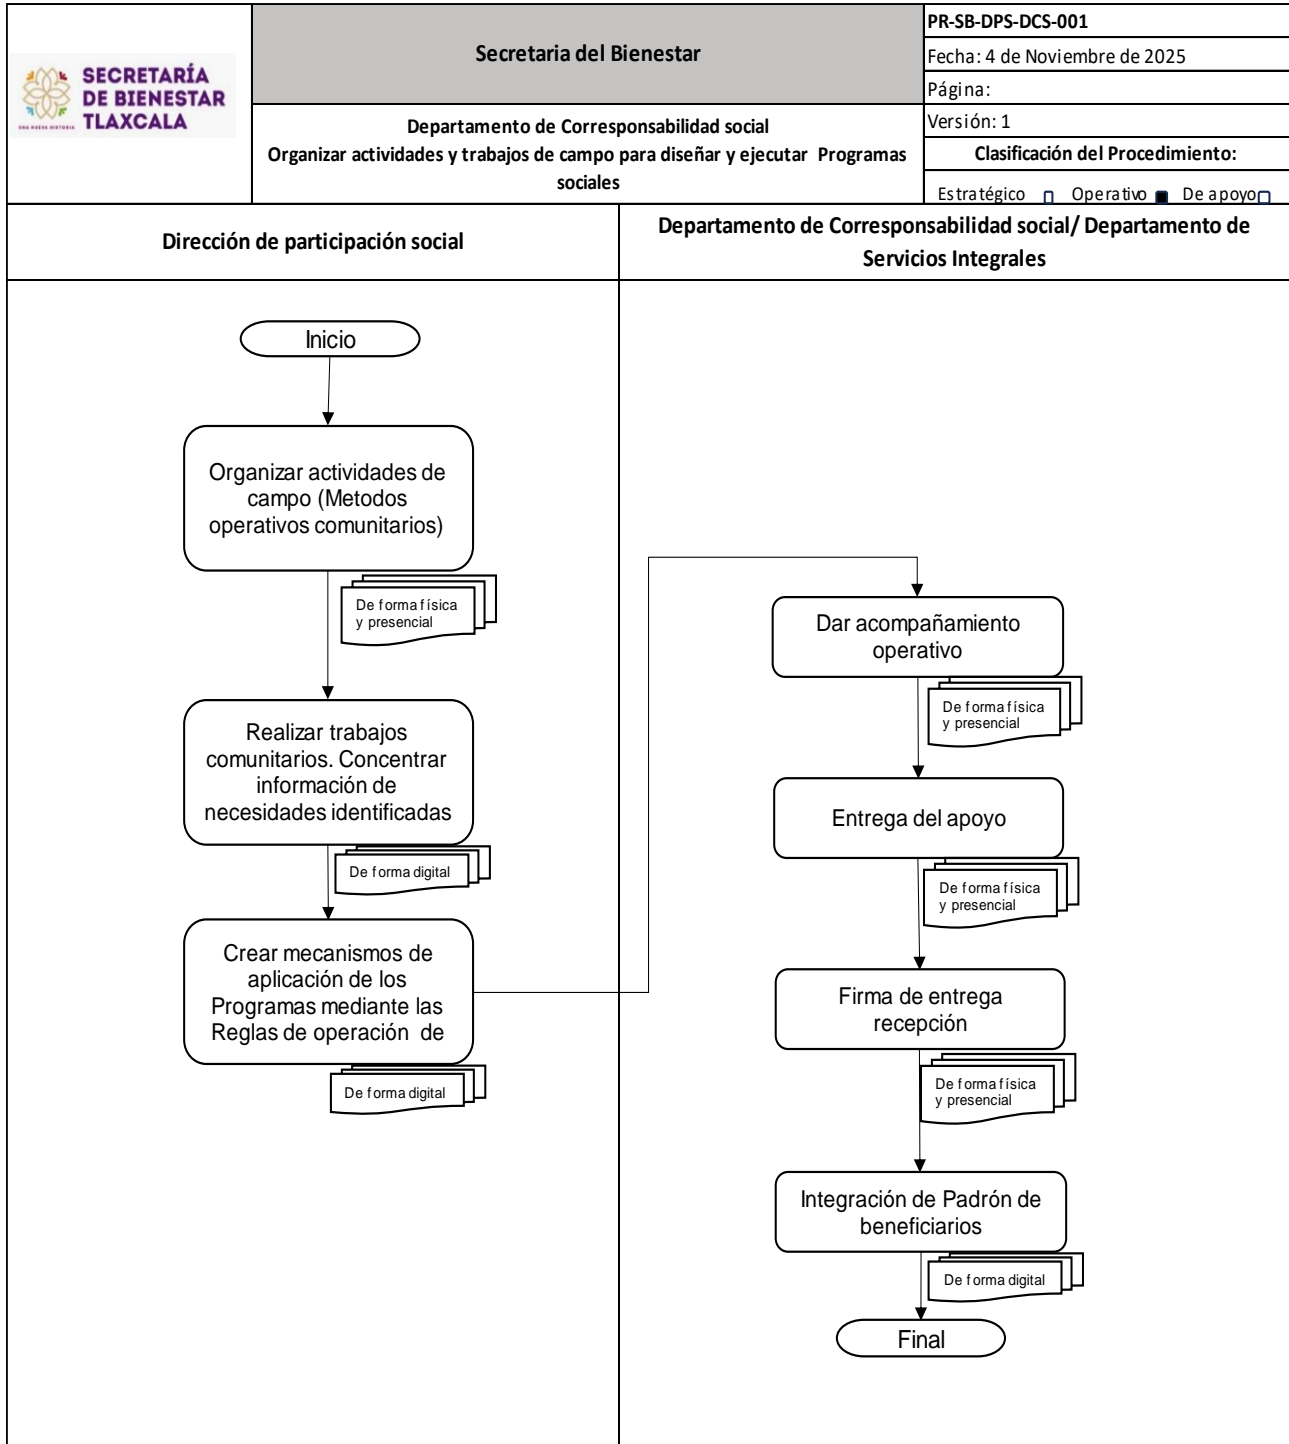 SECRETARÍA
DE BIENESTAR
TLAXCALA
UNA NUEVA HISTORIA
Secretaria del Bienestar
Departamento de Corresponsabilidad social
Organizar actividades y trabajos de campo para diseñar y ejecutar Programas
sociales
PR-SB-DPS-DCS-001
Fecha: 4 de Noviembre de 2025
Página:
Versión: 1
Clasificación del Procedimiento:
Estratégico Operativo De apoyo
Dirección de participación social
Departamento de Corresponsabilidad social/ Departamento de
Servicios Integrales
Inicio
Organizar actividades de
campo (Metodos
operativos comunitarios)
De forma física
y presencial
Realizar trabajos
comunitarios. Concentrar
información de
necesidades identificadas
De forma digital
Crear mecanismos de
aplicación de los
Programas mediante las
Reglas de operación de
De forma digital
Dar acompañamiento
operativo
De forma física
y presencial
Entrega del apoyo
De forma física
y presencial
Firma de entrega
recepción
De forma física
y presencial
Integración de Padrón de
beneficiarios
De forma digital
Final